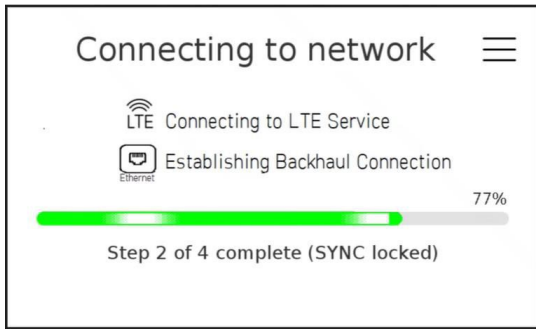 Connecting to network
LTE Connecting to LTE Service
Ethernet Establishing Backhaul Connection
77%
Step 2 of 4 complete (SYNC locked)